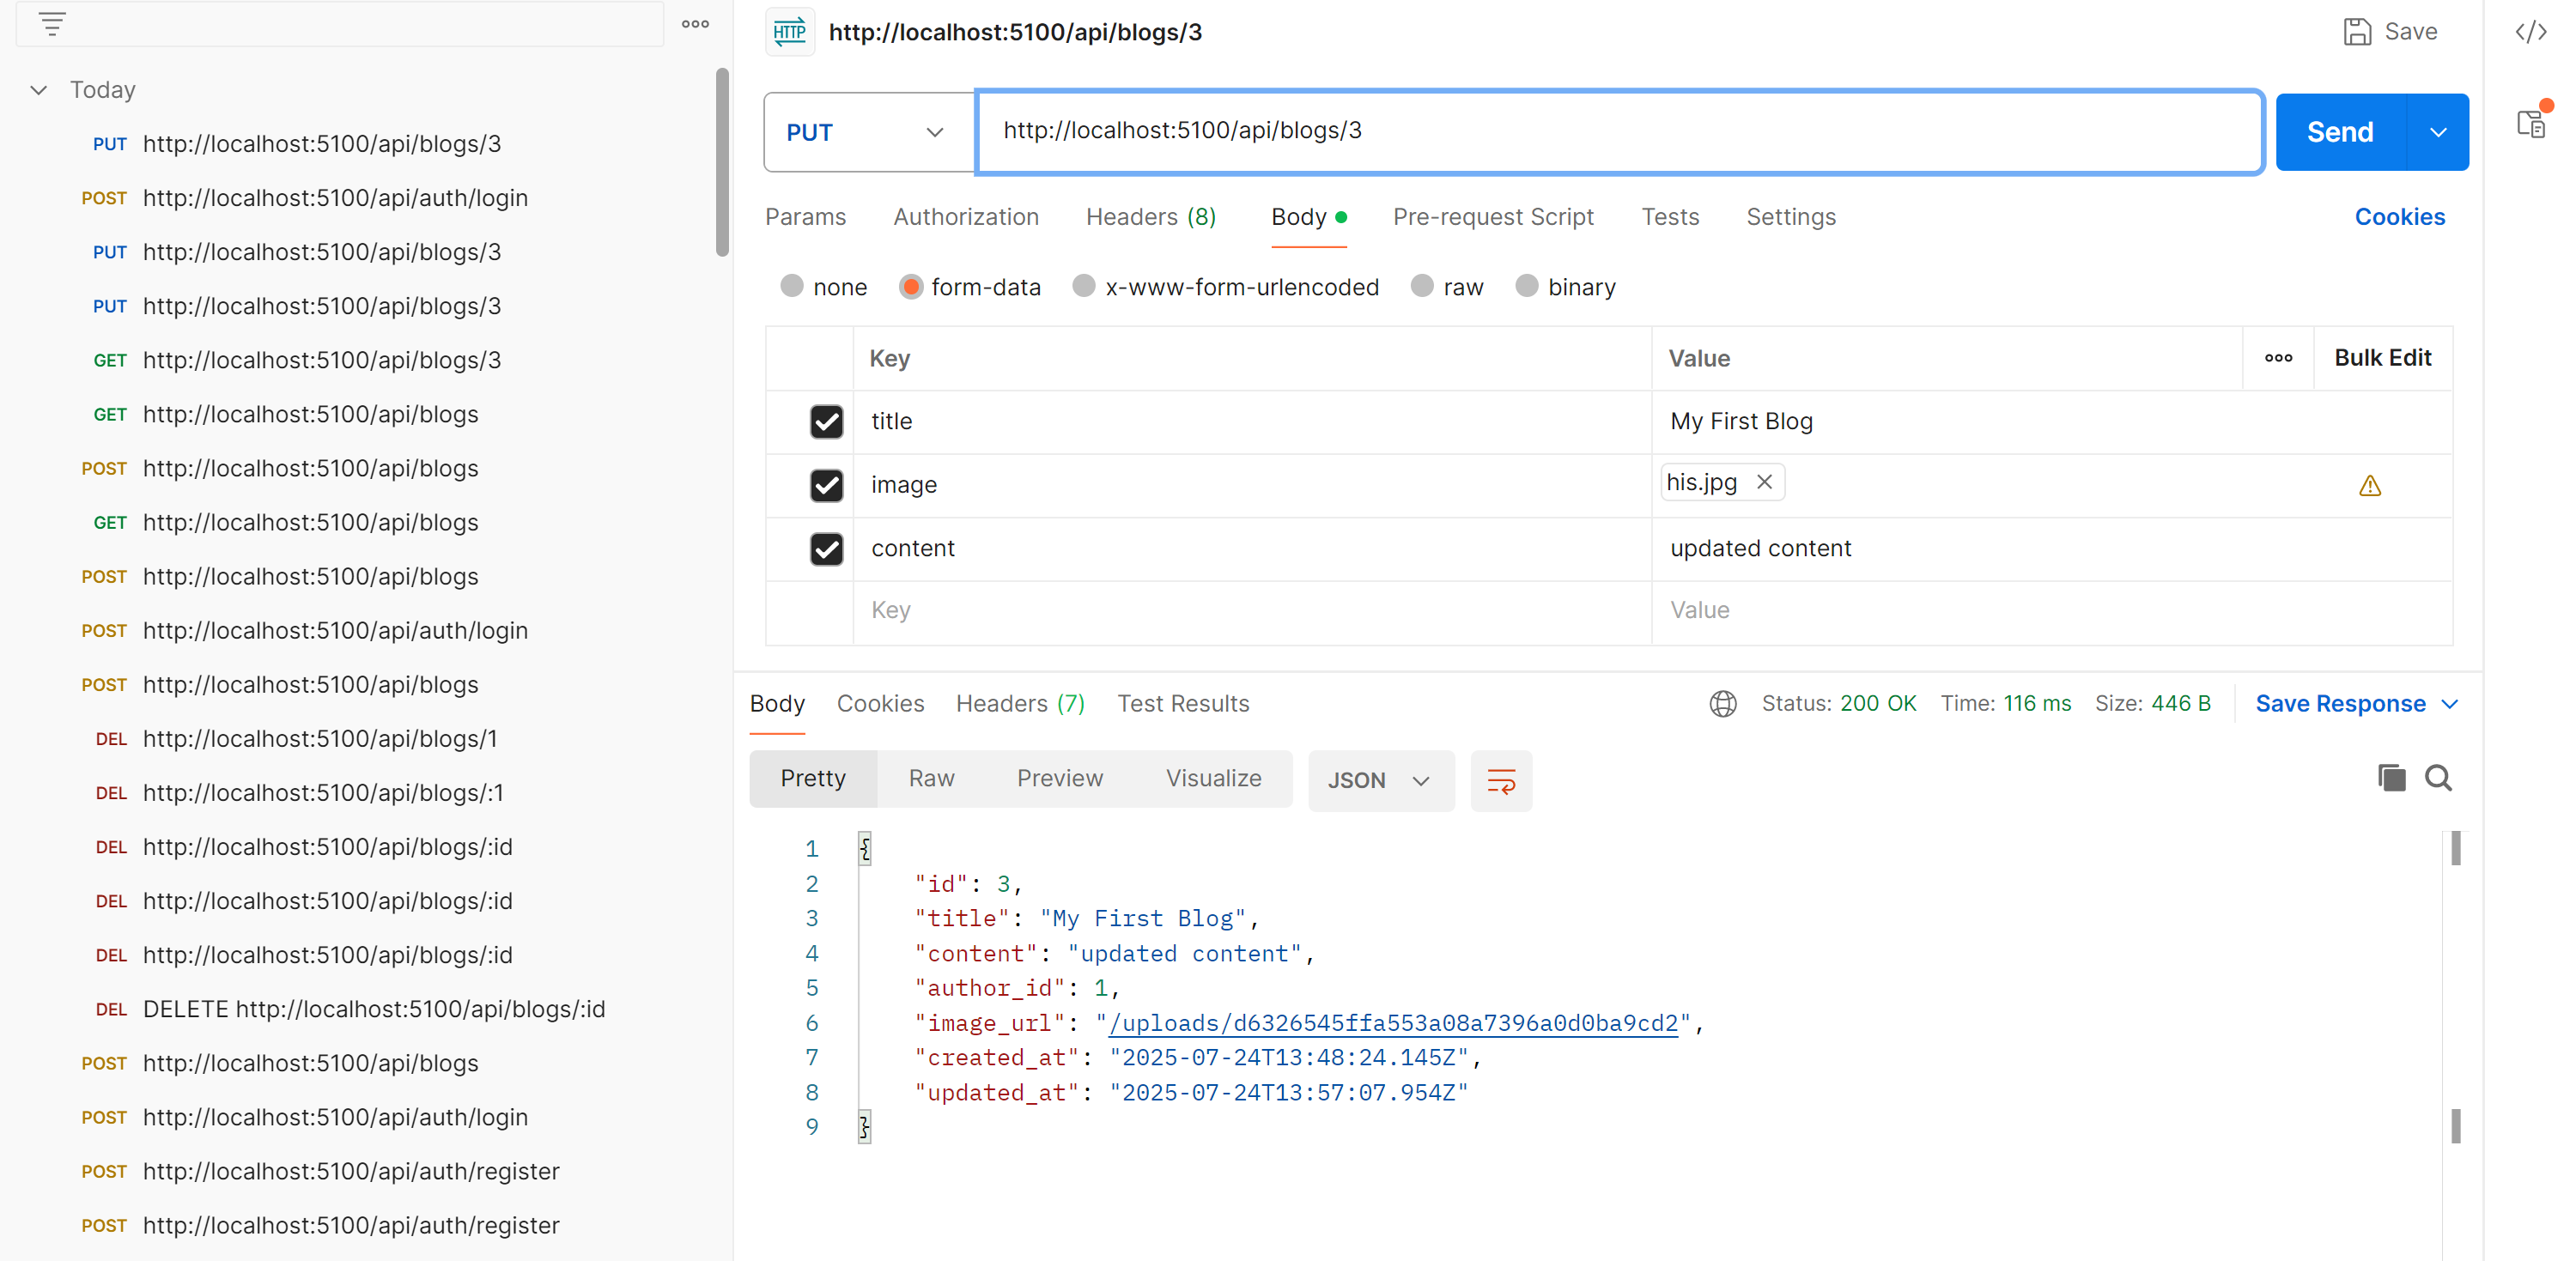 Today
PUT http://localhost:5100/api/blogs/3
POST http://localhost:5100/api/auth/login
PUT http://localhost:5100/api/blogs/3
PUT http://localhost:5100/api/blogs/3
GET http://localhost:5100/api/blogs/3
GET http://localhost:5100/api/blogs
POST http://localhost:5100/api/blogs
GET http://localhost:5100/api/blogs
POST http://localhost:5100/api/blogs
POST http://localhost:5100/api/auth/login
POST http://localhost:5100/api/blogs
DEL http://localhost:5100/api/blogs/1
DEL http://localhost:5100/api/blogs/:1
DEL http://localhost:5100/api/blogs/:id
DEL http://localhost:5100/api/blogs/:id
DEL http://localhost:5100/api/blogs/:id
DEL DELETE http://localhost:5100/api/blogs/:id
POST http://localhost:5100/api/blogs
POST http://localhost:5100/api/auth/login
POST http://localhost:5100/api/auth/register
POST http://localhost:5100/api/auth/register
HTTP http://localhost:5100/api/blogs/3 Save
PUT http://localhost:5100/api/blogs/3 Send
Params Authorization Headers (8) Body Pre-request Script Tests Settings Cookies
none form-data x-www-form-urlencoded raw binary
Key Value Bulk Edit
title My First Blog
image his.jpg
content updated content
Key Value
Body Cookies Headers (7) Test Results Status: 200 OK Time: 116 ms Size: 446 B Save Response
Pretty Raw Preview Visualize JSON
1 {
2 "id": 3,
3 "title": "My First Blog",
4 "content": "updated content",
5 "author_id": 1,
6 "image_url": "/uploads/d6326545ffa553a08a7396a0d0ba9cd2",
7 "created_at": "2025-07-24T13:48:24.145Z",
8 "updated_at": "2025-07-24T13:57:07.954Z"
9 }